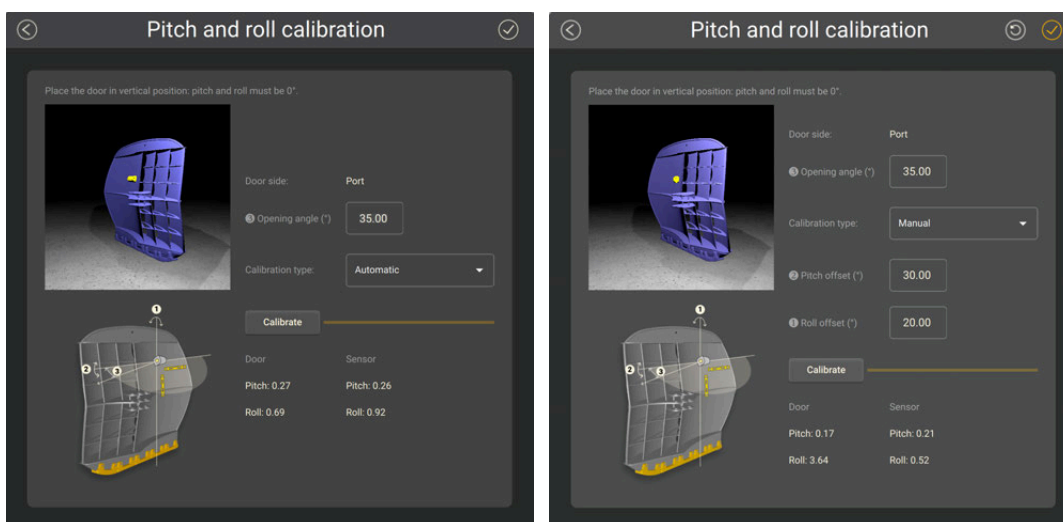 Pitch and roll calibration
Place the door in vertical position: pitch and roll must be 0°.
Door side: Port
3 Opening angle (°) 35.00
Calibration type: Automatic
1
2
3
Calibrate
Door Sensor
Pitch: 0.27 Pitch: 0.26
Roll: 0.69 Roll: 0.92
Pitch and roll calibration
Place the door in vertical position: pitch and roll must be 0°.
Door side: Port
3 Opening angle (°) 35.00
Calibration type: Manual
2 Pitch offset (°) 30.00
1 Roll offset (°) 20.00
1
2
3
Calibrate
Door Sensor
Pitch: 0.17 Pitch: 0.21
Roll: 3.64 Roll: 0.52